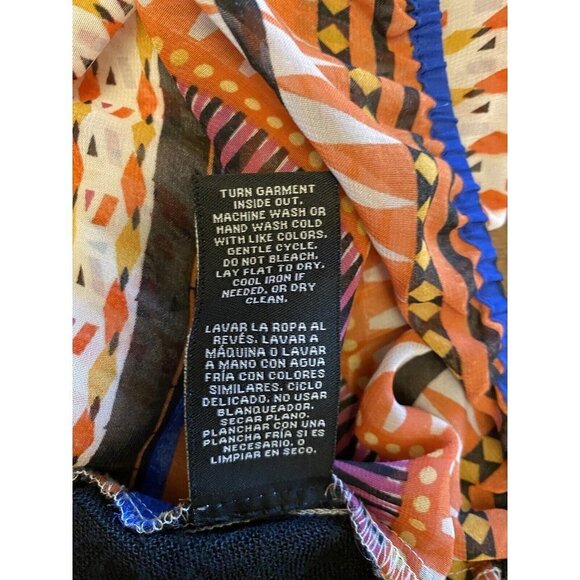 TURN GARMENT
INSIDE OUT.
MACHINE WASH OR
HAND WASH COLD
WITH LIKE COLORS,
GENTLE CYCLE.
DO NOT BLEACH,
LAY FLAT TO DRY.
COOL IRON IF
NEEDED, OR DRY
CLEAN.
LAVAR LA ROPA AL
REVÉS. LAVAR A
MÁQUINA O LAVAR
A MANO CON AGUA
FRÍA CON COLORES
SIMILARES, CICLO
DELICADO. NO USAR
BLANQUEADOR,
SECAR PLANO.
PLANCHAR CON UNA
PLANCHA FRÍA SI ES
NECESARIO, O
LIMPIAR EN SECO.